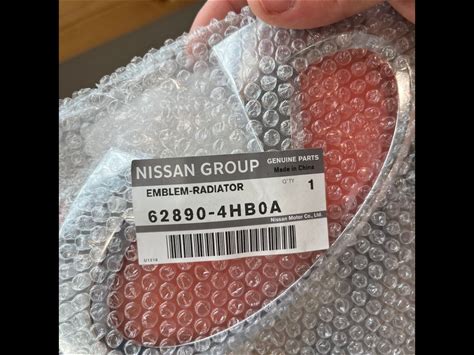 NISSAN GROUP GENUINE PARTS
Made in China
EMBLEM-RADIATOR Q'TY 1
62890-4HB0A
Nissan Motor Co., Ltd.